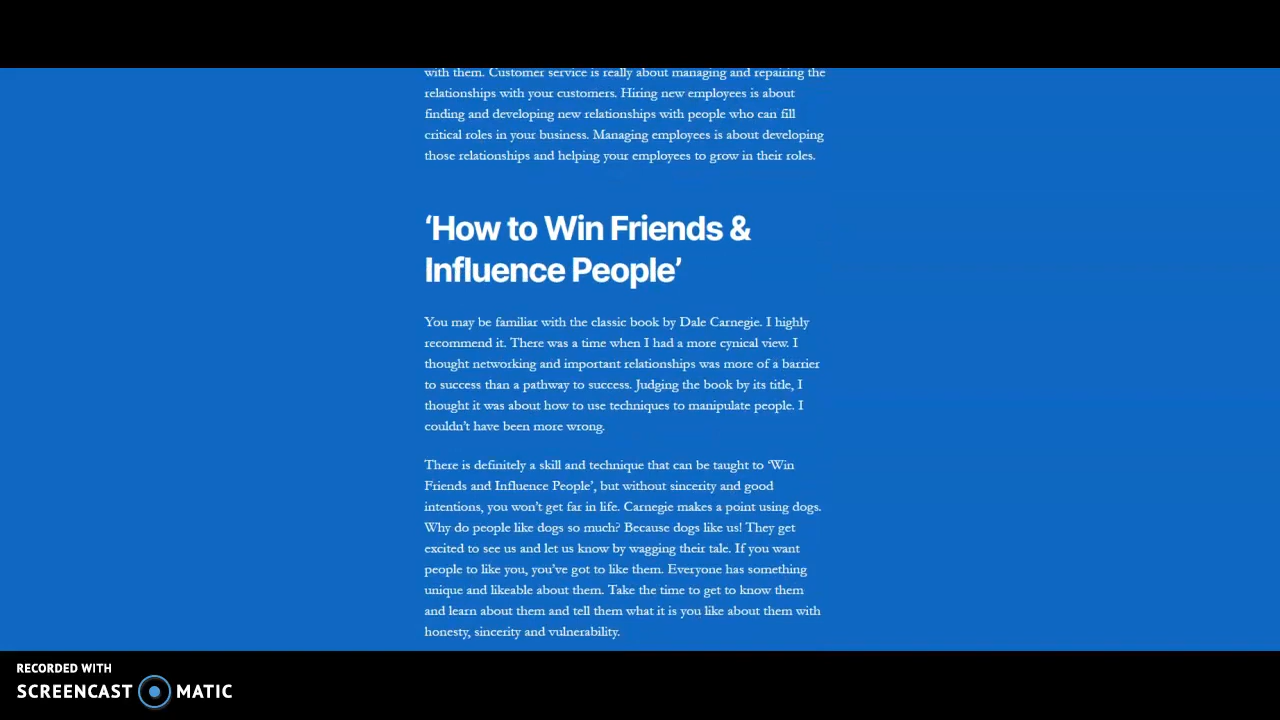 with them. Customer service is really about managing and repairing the
relationships with your customers. Hiring new employees is about
finding and developing new relationships with people who can fill
critical roles in your business. Managing employees is about developing
those relationships and helping your employees to grow in their roles.
‘How to Win Friends &
Influence People’
You may be familiar with the classic book by Dale Carnegie. I highly
recommend it. There was a time when I had a more cynical view. I
thought networking and important relationships was more of a barrier
to success than a pathway to success. Judging the book by its title, I
thought it was about how to use techniques to manipulate people. I
couldn’t have been more wrong.
There is definitely a skill and technique that can be taught to ‘Win
Friends and Influence People’, but without sincerity and good
intentions, you won’t get far in life. Carnegie makes a point using dogs.
Why do people like dogs so much? Because dogs like us! They get
excited to see us and let us know by wagging their tale. If you want
people to like you, you’ve got to like them. Everyone has something
unique and likeable about them. Take the time to get to know them
and learn about them and tell them what it is you like about them with
honesty, sincerity and vulnerability.
RECORDED WITH
SCREENCAST MATIC